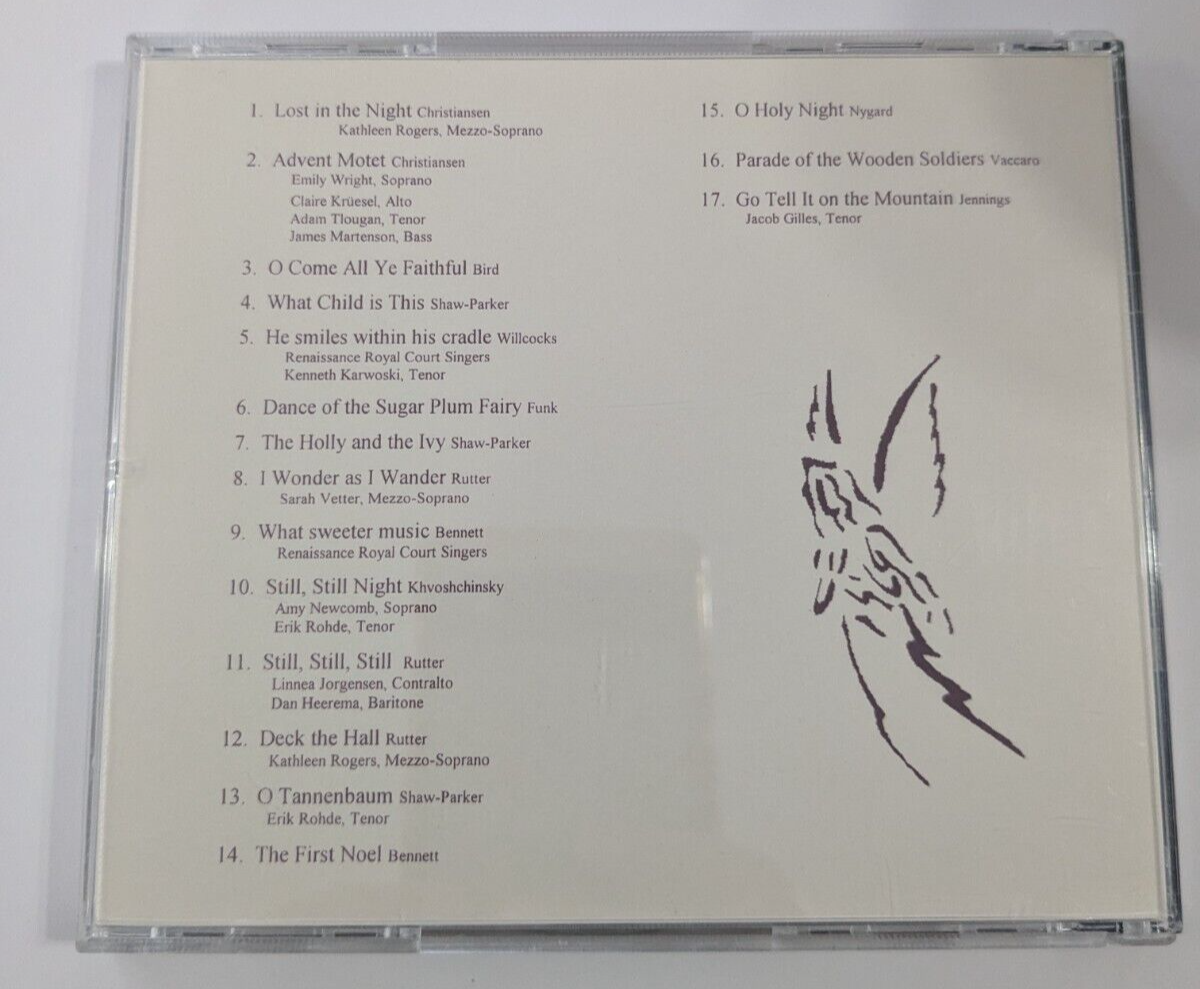 1. Lost in the Night Christiansen
Kathleen Rogers, Mezzo-Soprano
2. Advent Motet Christiansen
Emily Wright, Soprano
Claire Kruesel, Alto
Adam Tlougan, Tenor
James Martenson, Bass
3. O Come All Ye Faithful Bird
4. What Child is This Shaw-Parker
5. He smiles within his cradle Willcocks
Renaissance Royal Court Singers
Kenneth Karwoski, Tenor
6. Dance of the Sugar Plum Fairy Funk
7. The Holly and the Ivy Shaw-Parker
8. I Wonder as I Wander Rutter
Sarah Vetter, Mezzo-Soprano
9. What sweeter music Bennett
Renaissance Royal Court Singers
10. Still, Still Night Khvoshchinsky
Amy Newcomb, Soprano
Erik Rohde, Tenor
11. Still, Still, Still Rutter
Linnea Jorgensen, Contralto
Dan Heerema, Baritone
12. Deck the Hall Rutter
Kathleen Rogers, Mezzo-Soprano
13. O Tannenbaum Shaw-Parker
Erik Rohde, Tenor
14. The First Noel Bennett
15. O Holy Night Nygard
16. Parade of the Wooden Soldiers Vaccaro
17. Go Tell It on the Mountain Jennings
Jacob Gilles, Tenor